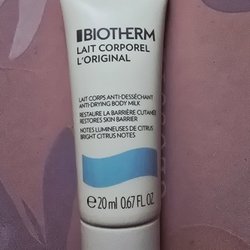 BIOTHERM
LAIT CORPOREL
L'ORIGINAL
LAIT CORPS ANTI-DESSÉCHANT
ANTI-DRYING BODY MILK
RESTAURE LA BARRIÈRE CUTANÉE
RESTORES SKIN BARRIER
NOTES LUMINEUSES DE CITRUS
BRIGHT CITRUS NOTES
e 20 ml 0.67 FL. OZ.